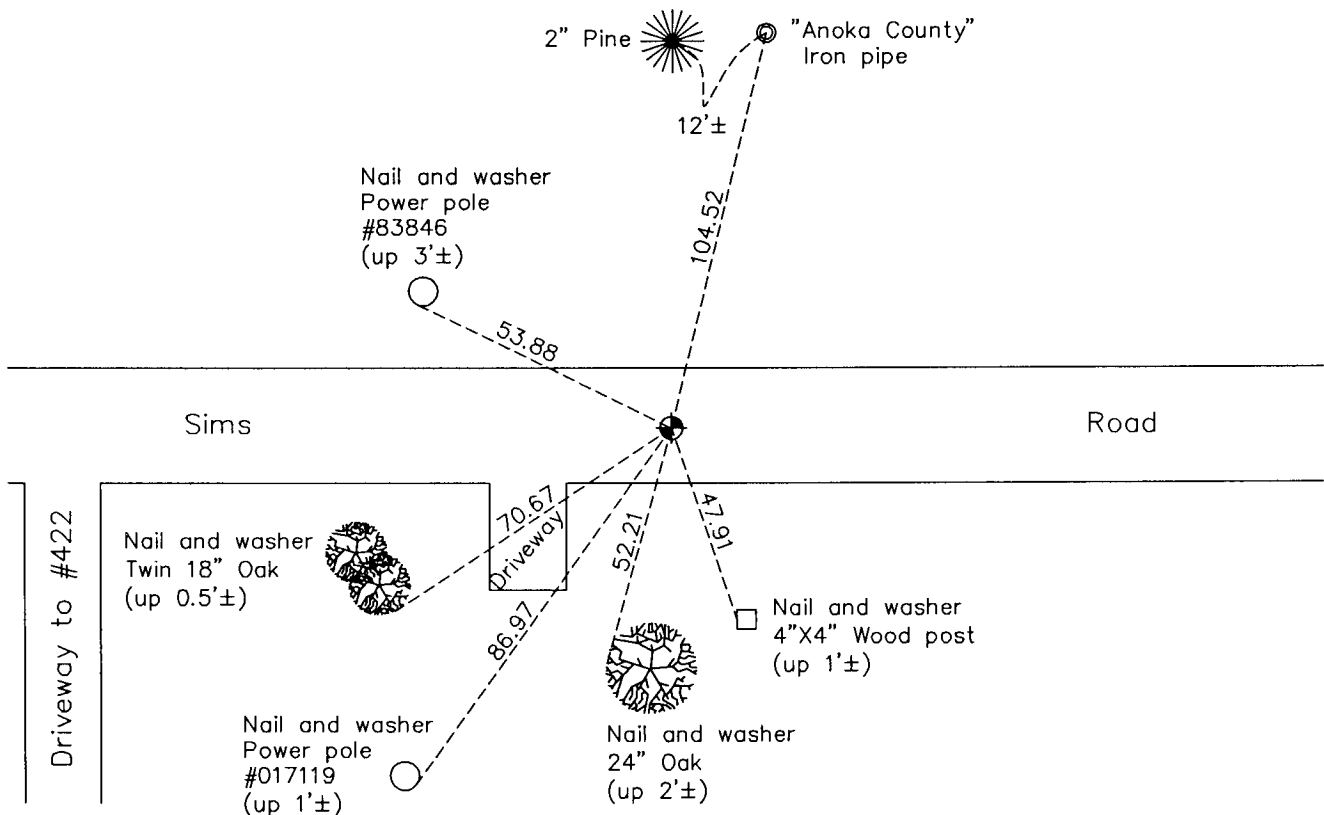 2" Pine
"Anoka County"
Iron pipe
12'±
104.52
Nail and washer
Power pole
#83846
(up 3'±)
53.88
Sims
Road
70.67
Driveway
52.21
47.91
86.97
Driveway to #422
Nail and washer
Twin 18" Oak
(up 0.5'±)
Nail and washer
4"X4" Wood post
(up 1'±)
Nail and washer
Power pole
#017119
(up 1'±)
Nail and washer
24" Oak
(up 2'±)